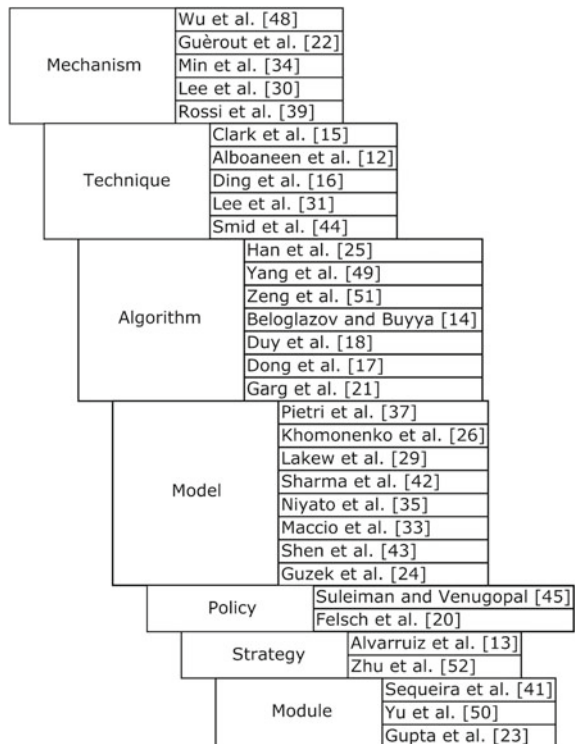 Mechanism
Wu et al. [48]
Guèrout et al. [22]
Min et al. [34]
Lee et al. [30]
Rossi et al. [39]
Technique
Clark et al. [15]
Alboaneen et al. [12]
Ding et al. [16]
Lee et al. [31]
Smid et al. [44]
Algorithm
Han et al. [25]
Yang et al. [49]
Zeng et al. [51]
Beloglazov and Buyya [14]
Duy et al. [18]
Dong et al. [17]
Garg et al. [21]
Model
Pietri et al. [37]
Khomonenko et al. [26]
Lakew et al. [29]
Sharma et al. [42]
Niyato et al. [35]
Maccio et al. [33]
Shen et al. [43]
Guzek et al. [24]
Policy
Suleiman and Venugopal [45]
Felsch et al. [20]
Strategy
Alvarruiz et al. [13]
Zhu et al. [52]
Module
Sequeira et al. [41]
Yu et al. [50]
Gupta et al. [23]